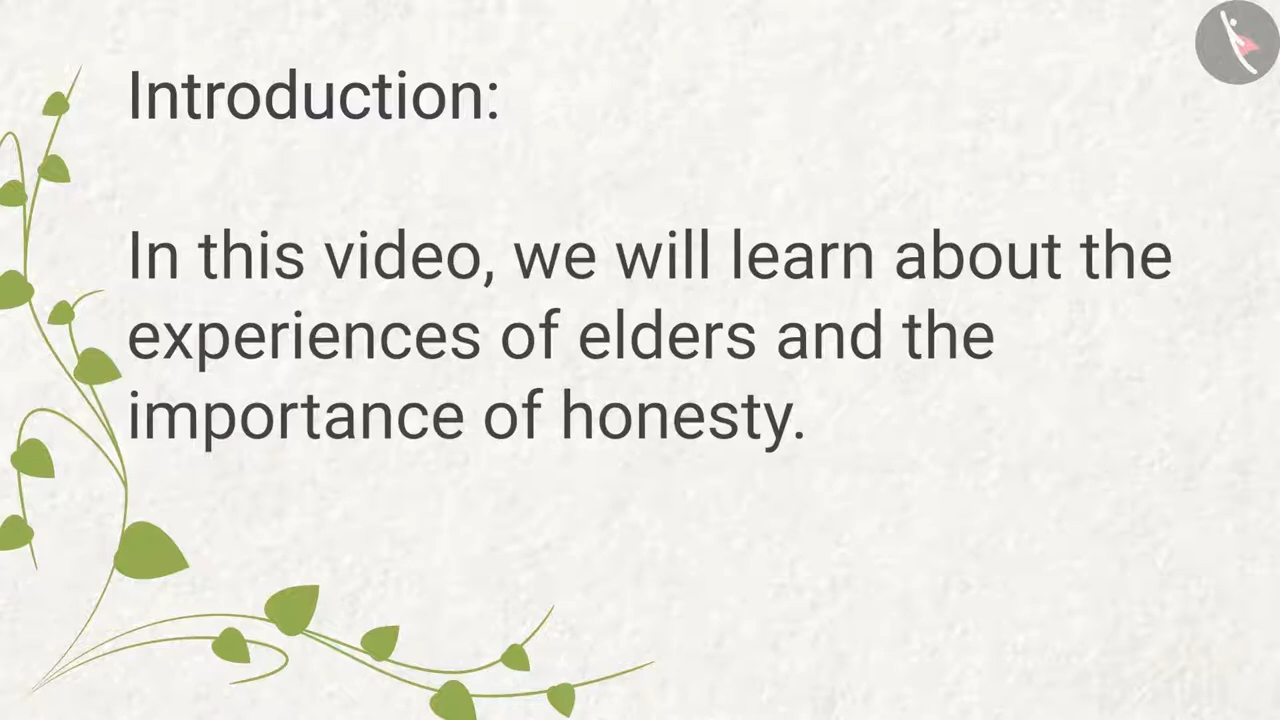 Introduction:
In this video, we will learn about the
experiences of elders and the
importance of honesty.